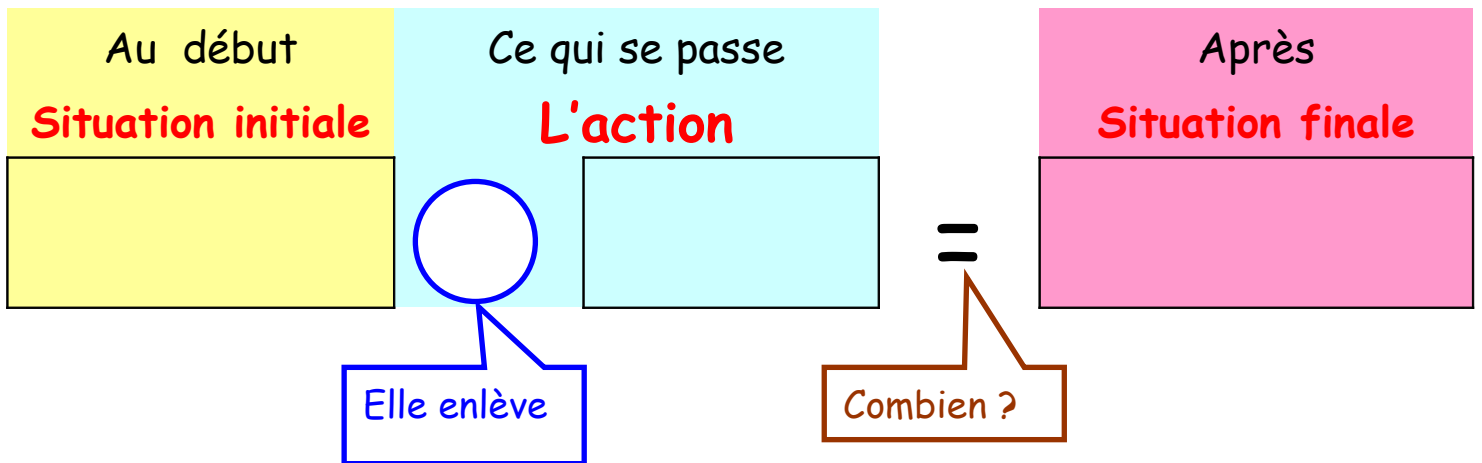 Au début
Situation initiale
Ce qui se passe
L'action
=
Après
Situation finale
Elle enlève
Combien ?